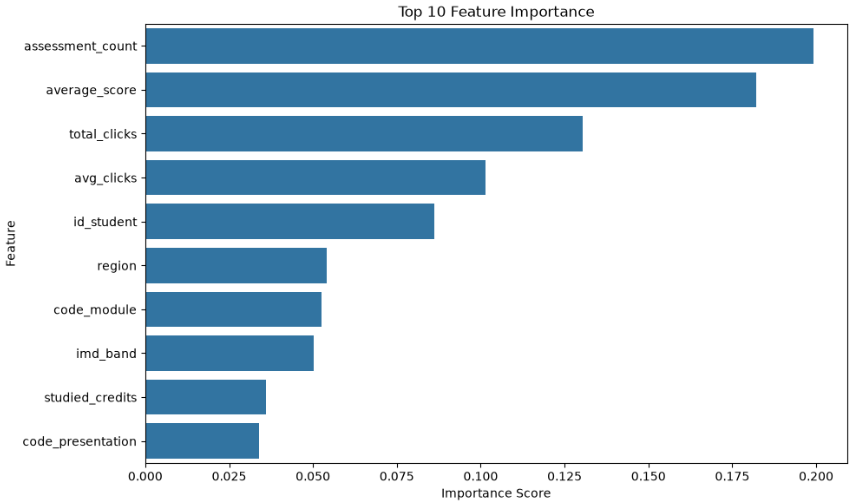 Top 10 Feature Importance
assessment_count
average_score
total_clicks
avg_clicks
id_student
region
code_module
imd_band
studied_credits
code_presentation
Feature
0.000 0.025 0.050 0.075 0.100 0.125 0.150 0.175 0.200
Importance Score